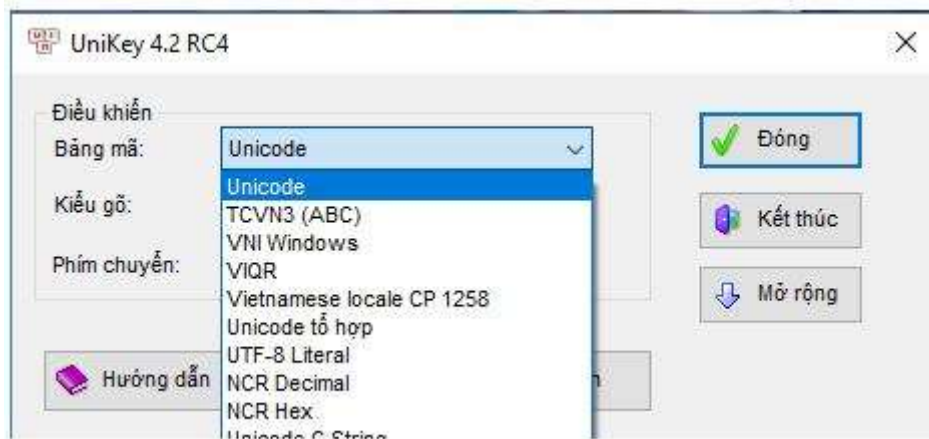 UniKey 4.2 RC4
Điều khiển
Bảng mã:
Unicode
Đóng
Unicode
Kiểu gõ:
TCVN3 (ABC)
Kết thúc
VNI Windows
Phím chuyển:
VIQR
Vietnamese locale CP 1258
Mở rộng
Unicode tổ hợp
UTF-8 Literal
Hướng dẫn
NCR Decimal
NCR Hex
Unicode C String